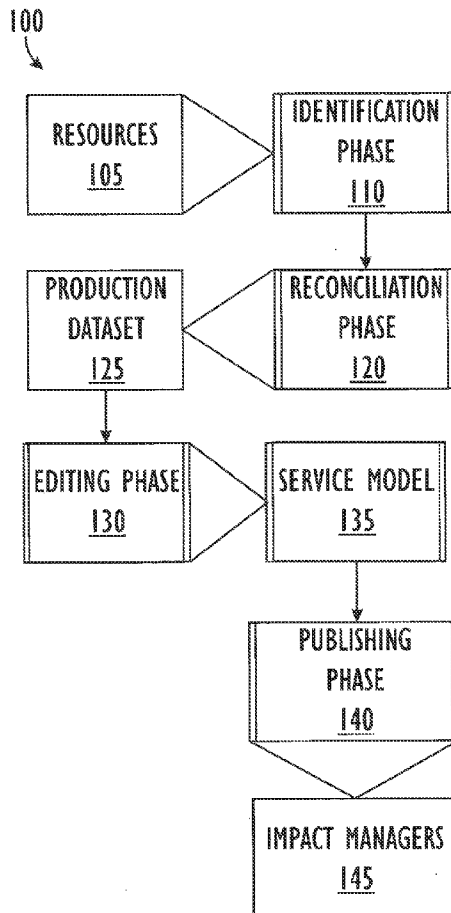 100
RESOURCES
105
IDENTIFICATION
PHASE
110
PRODUCTION
DATASET
125
RECONCILIATION
PHASE
120
EDITING PHASE
130
SERVICE MODEL
135
PUBLISHING
PHASE
140
IMPACT MANAGERS
145